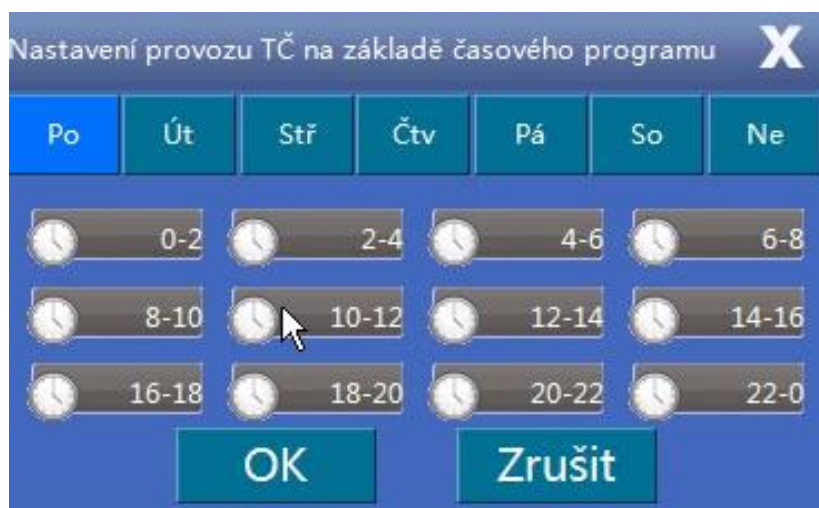 Nastavení provozu TČ na základě časového programu X
Po Út Stř Čtv Pá So Ne
0-2 2-4 4-6 6-8
8-10 10-12 12-14 14-16
16-18 18-20 20-22 22-0
OK Zrušit